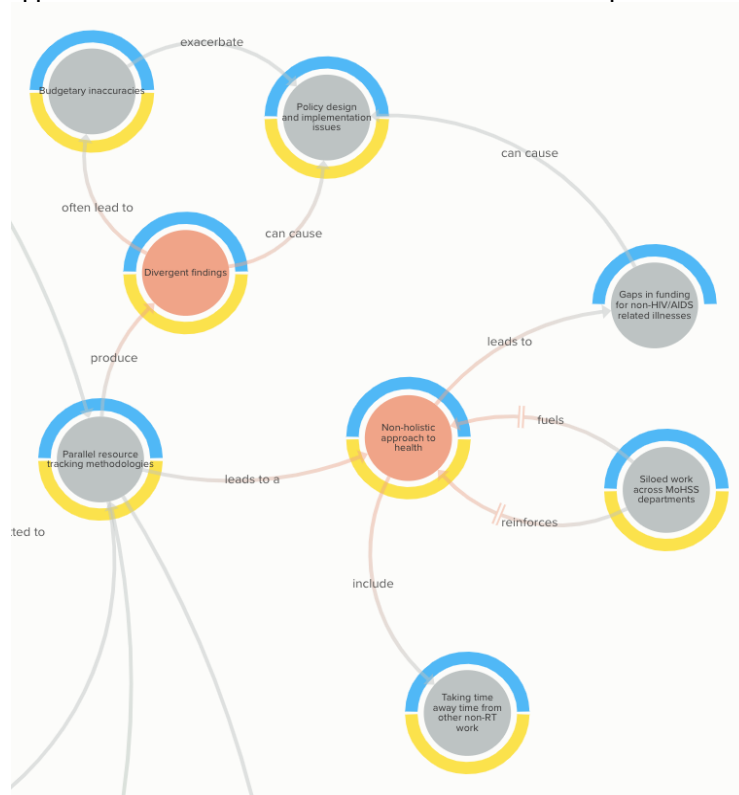 exacerbate
Budgetary inaccuracies
Policy design
and implementation
issues
can cause
often lead to
can cause
Divergent findings
Gaps in funding
for non-HIV/AIDS
related illnesses
leads to
produce
fuels
Non-holistic
approach to
health
Parallel resource
tracking methodologies
leads to a
Siloed work
across MoHSS
departments
reinforces
ted to
include
Taking time
away time from
other non-RT
work